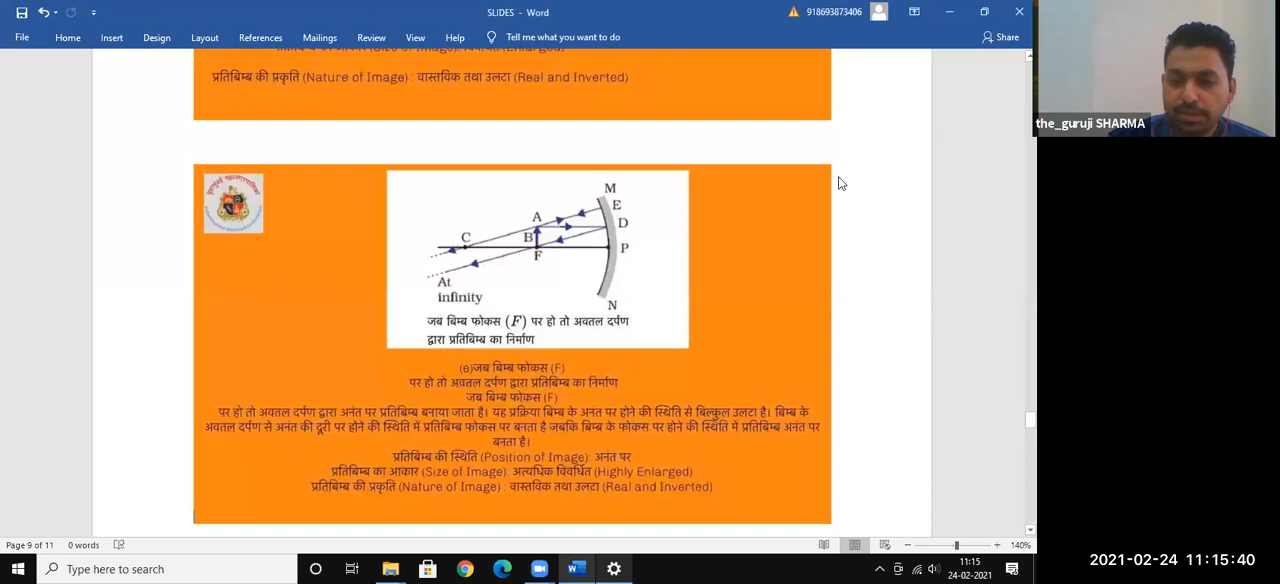 SLIDES - Word
918693873406
File Home Insert Design Layout References Mailings Review View Help Tell me what you want to do Share
प्रतिबिम्ब की प्रकृति (Nature of Image) : वास्तविक तथा उलटा (Real and Inverted)
the_guruji SHARMA
M
E
A
D
C
B
P
F
At
infinity
N
जब बिम्ब फोकस (F) पर हो तो अवतल दर्पण
द्वारा प्रतिबिम्ब का निर्माण
(e)जब बिम्ब फोकस (F)
पर हो तो अवतल दर्पण द्वारा प्रतिबिम्ब का निर्माण
जब बिम्ब फोकस (F)
पर हो तो अवतल दर्पण द्वारा अनंत पर प्रतिबिम्ब बनाया जाता है। यह प्रक्रिया बिम्ब के अनंत पर होने की स्थिति से बिल्कुल उलटा है। बिम्ब के
अवतल दर्पण से अनंत की दूरी पर होने की स्थिति में प्रतिबिम्ब फोकस पर बनता है जबकि बिम्ब के फोकस पर होने की स्थिति में प्रतिबिम्ब अनंत पर
बनता है।
प्रतिबिम्ब की स्थिति (Position of Image): अनंत पर
प्रतिबिम्ब का आकार (Size of Image): अत्यधिक विवर्धित (Highly Enlarged)
प्रतिबिम्ब की प्रकृति (Nature of Image) : वास्तविक तथा उलटा (Real and Inverted)
Page 9 of 11 0 words 140%
Type here to search
11:15
24-02-2021
2021-02-24 11:15:40